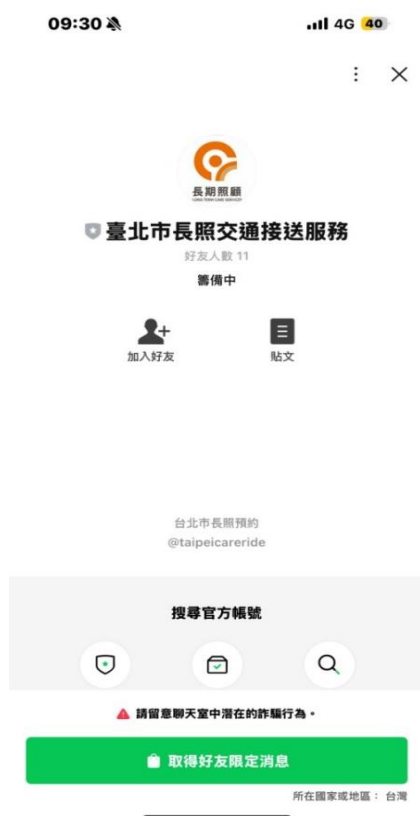 09:30
4G 40
長期照顧
LONG TERM CARE SERVICES
臺北市長照交通接送服務
好友人數 11
籌備中
加入好友
貼文
台北市長照預約
@taipeicareride
搜尋官方帳號
請留意聊天室中潛在的詐騙行為。
取得好友限定消息
所在國家或地區： 台灣